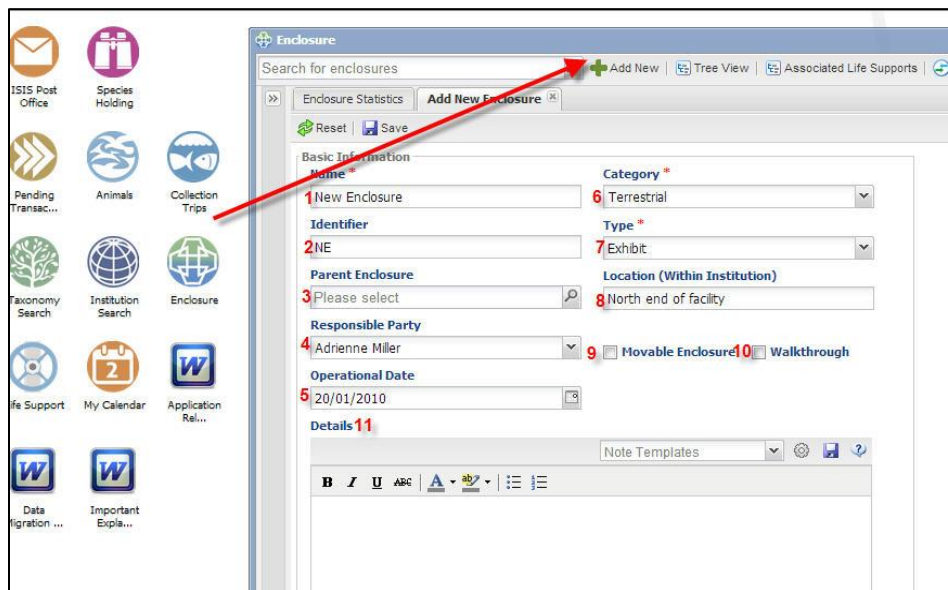 ISIS Post
Office
Species
Holding
Pending
Transac...
Animals
Collection
Trips
Taxonomy
Search
Institution
Search
Enclosure
ife Support
My Calendar
2
Application
Rel...
W
W
W
Data
Migration ...
Important
Expla...
Enclosure
Search for enclosures
Add New | Tree View | Associated Life Supports |
Enclosure Statistics
Add New Enclosure
Reset | Save
Basic Information
Name *
1 New Enclosure
Identifier
2 NE
Parent Enclosure
3 Please select
Responsible Party
4 Adrienne Miller
Operational Date
5 20/01/2010
Category *
6 Terrestrial
Type *
7 Exhibit
Location (Within Institution)
8 North end of facility
9 Movable Enclosure 10 Walkthrough
Details 11
Note Templates
B I U ABC A ab